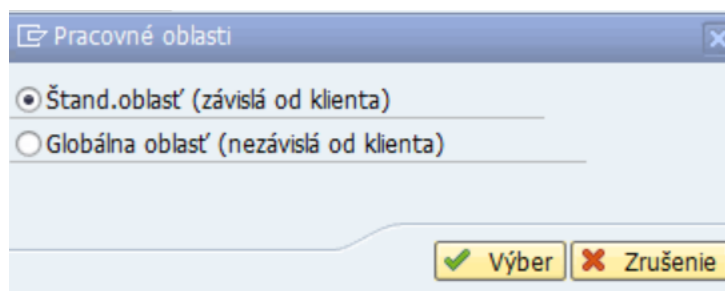 Pracovné oblasti
Štand.oblasť (závislá od klienta)
Globálna oblasť (nezávislá od klienta)
Výber Zrušenie